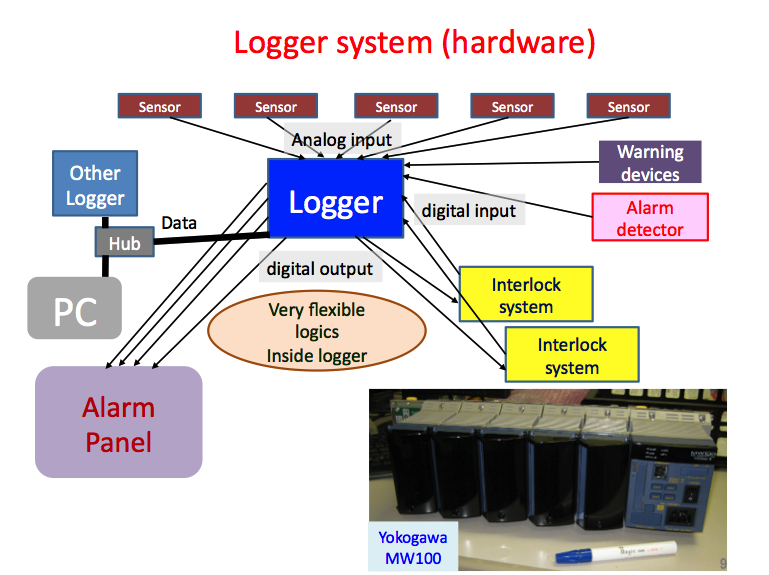 Logger system (hardware)
Sensor
Sensor
Sensor
Sensor
Sensor
Analog input
Warning
devices
Other
Logger
Logger
Alarm
detector
digital input
Data
Hub
digital output
PC
Interlock
system
Very flexible
logics
Inside logger
Interlock
system
Alarm
Panel
MW100
Yokogawa
MW100
Magic
9